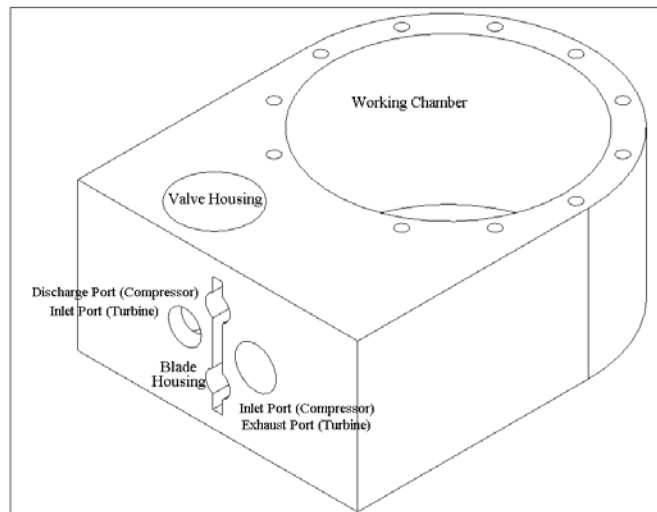 Working Chamber
Valve Housing
Discharge Port (Compressor)
Inlet Port (Turbine)
Blade
Housing
Inlet Port (Compressor)
Exhaust Port (Turbine)